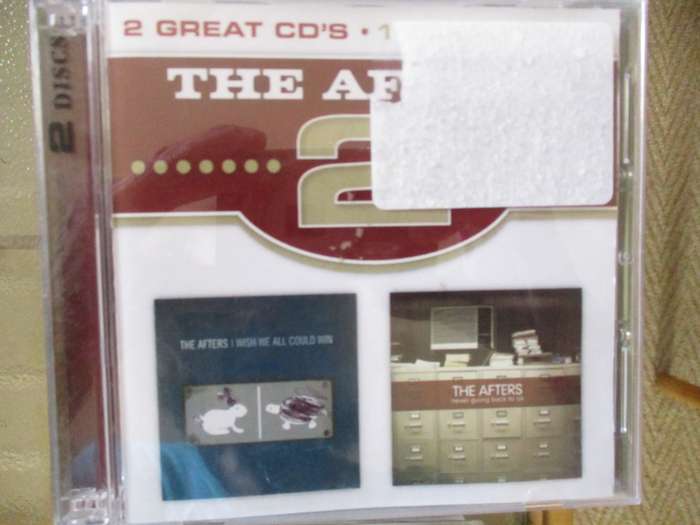 2 GREAT CD'S • 1
THE AF
2
2 DISCS
THE AFTERS | I WISH WE ALL COULD WIN
THE AFTERS
never going back to ok